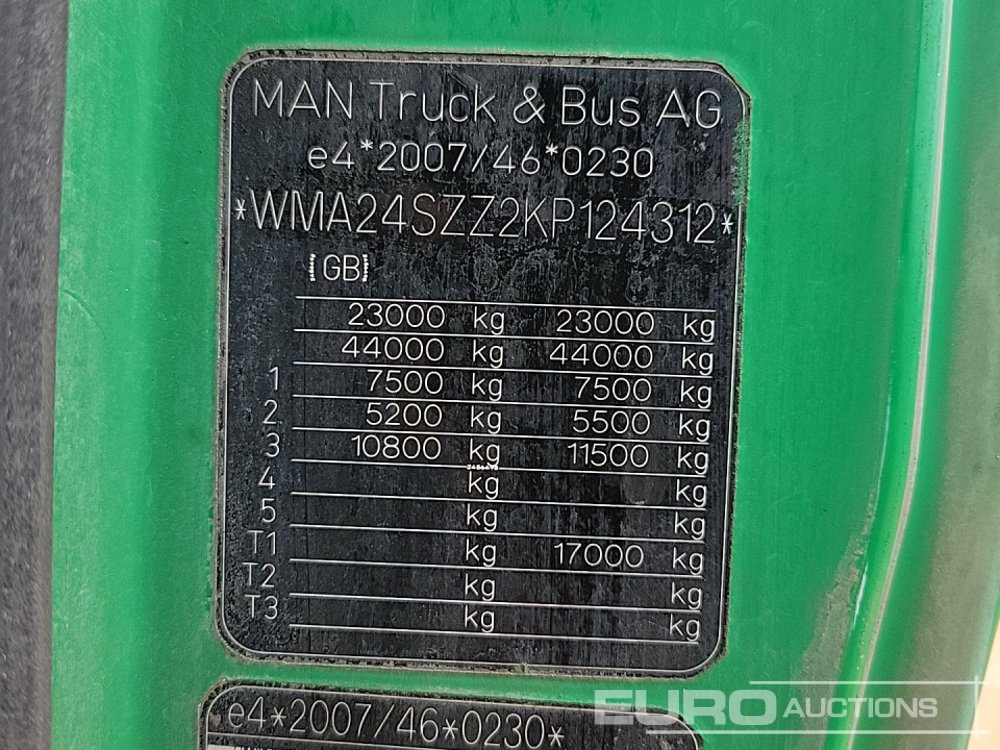 MAN Truck & Bus AG
e4*2007/46*0230
*WMA24SZZ2KP124312*
[GB]
23000 kg 23000 kg
44000 kg 44000 kg
1 7500 kg 7500 kg
2 5200 kg 5500 kg
3 10800 kg 11500 kg
4 kg kg
5 kg kg
T1 kg 17000 kg
T2 kg kg
T3 kg kg
e4*2007/46*0230*
EURO AUCTIONS